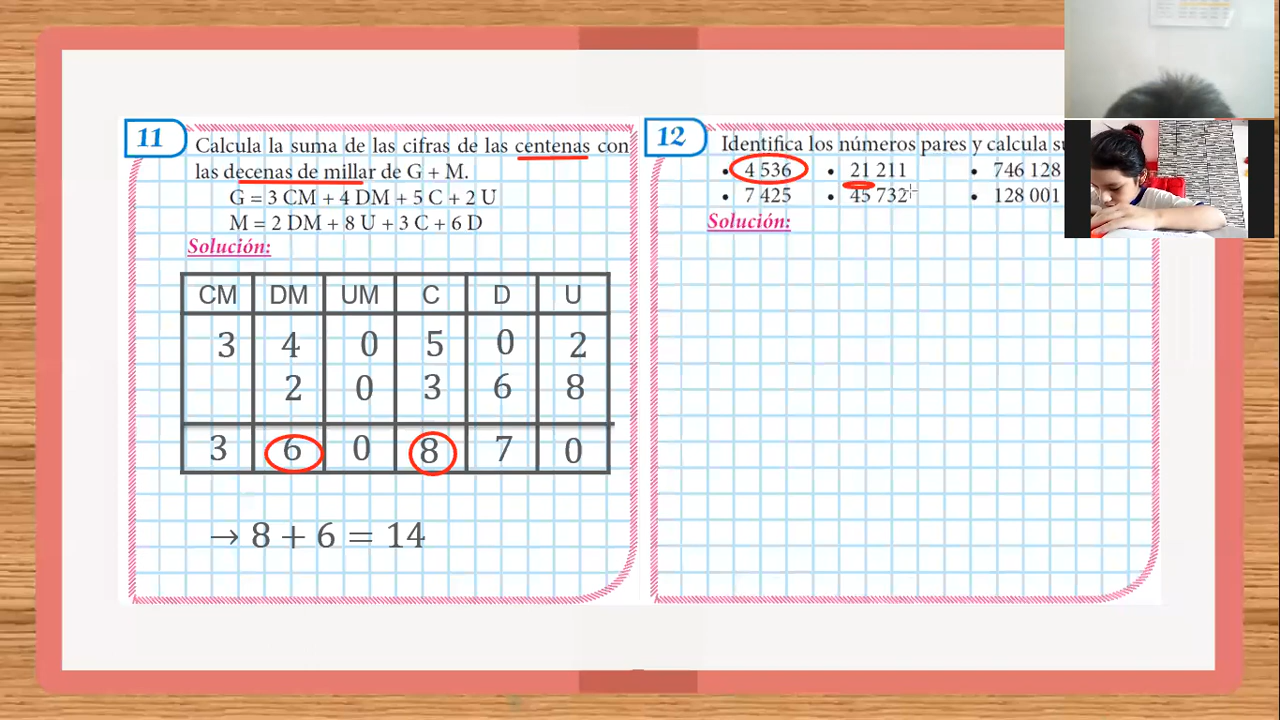 11
Calcula la suma de las cifras de las centenas con
las decenas de millar de G + M.
G = 3 CM + 4 DM + 5 C + 2 U
M = 2 DM + 8 U + 3 C + 6 D
Solución:
CM DM UM C D U
3 4 0 5 0 2
2 0 3 6 8
3 6 0 8 7 0
→ 8 + 6 = 14
12
Identifica los números pares y calcula
• 4 536 • 21 211 • 746 128
• 7 425 • 45 732 • 128 001
Solución: